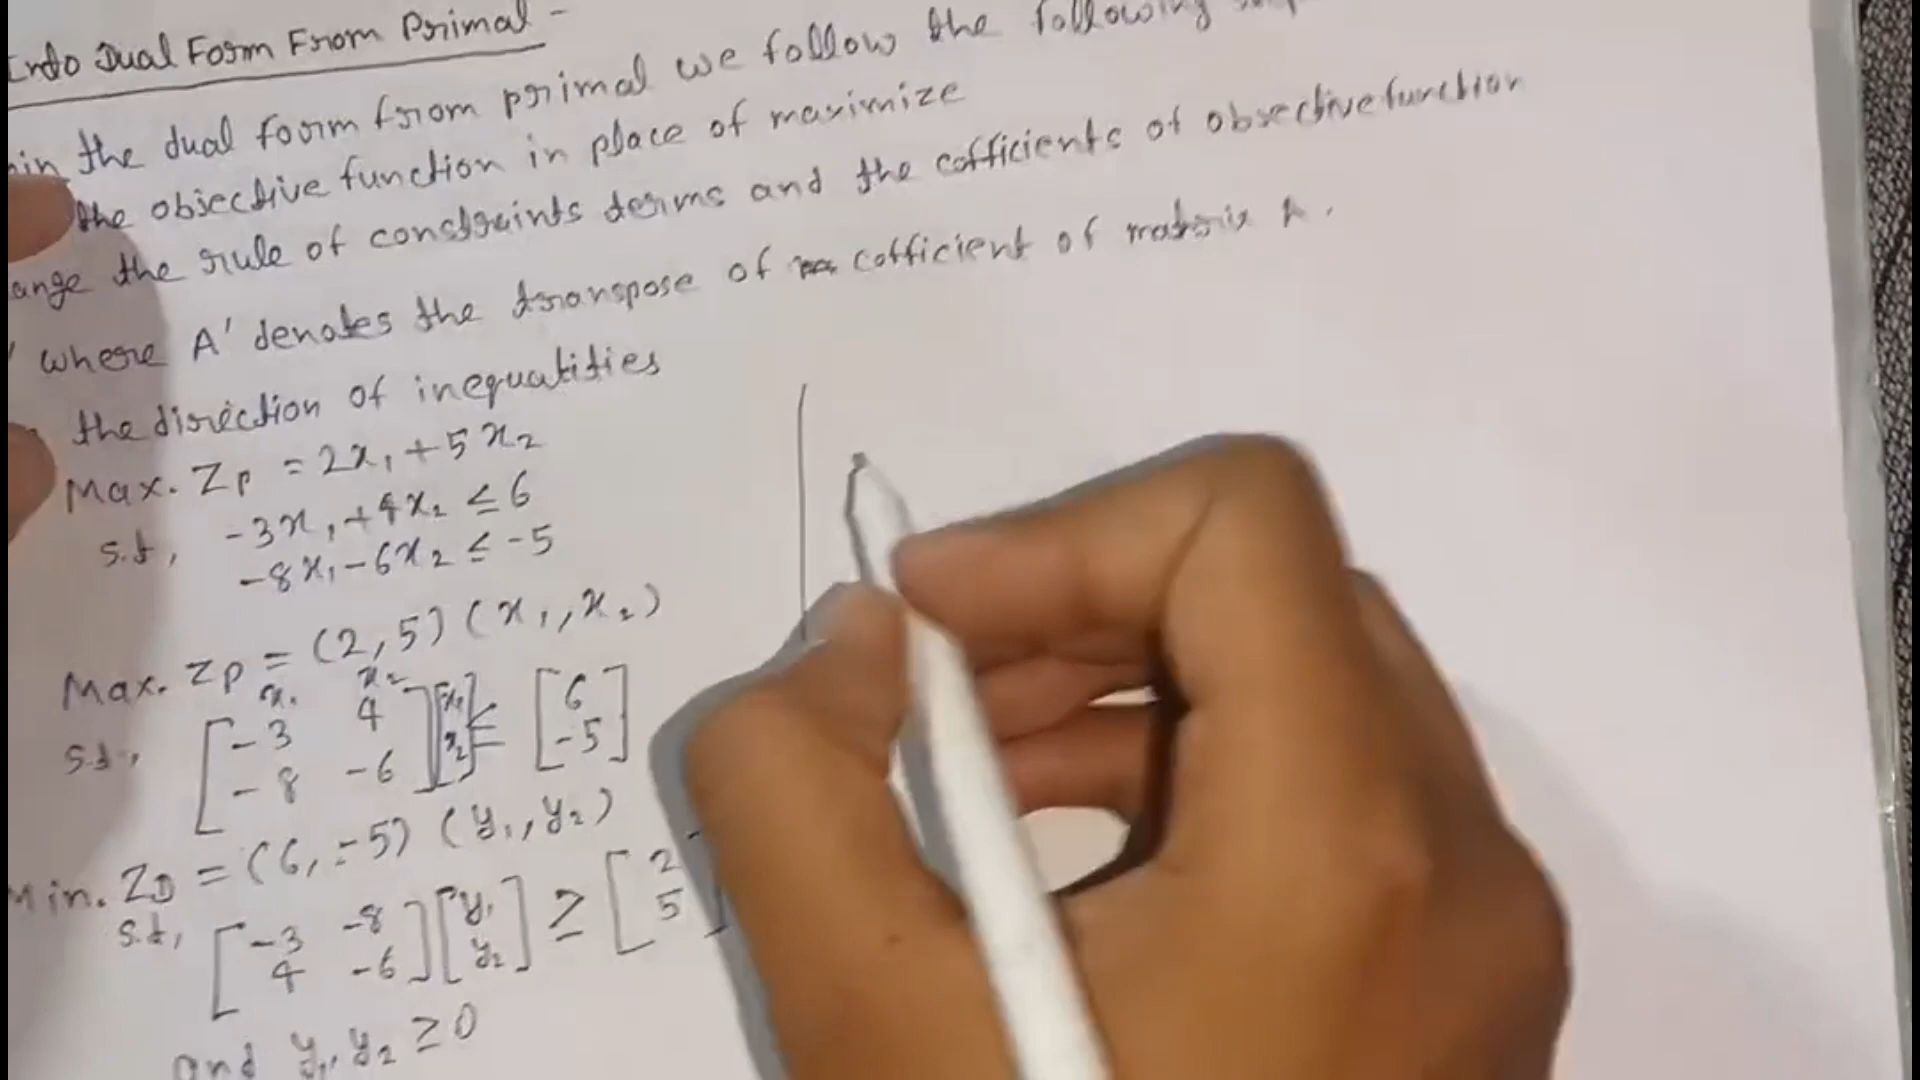 Into Dual Form From Primal -
the dual form from primal we follow the following
the objective function in place of maximize
ange the rule of constraints terms and the cofficients of objective function
where A' denotes the transpose of cofficient of matrix A.
the direction of inequalities
Max. Zp = 2x₁ + 5x₂
s.t, -3x₁ + 4x₂ ≤ 6
-8x₁ - 6x₂ ≤ -5
Max. Zp = (2, 5) (x₁, x₂)
x₁ x₂
s.t, [-3 4] [x₁] ≤ [6]
[-8 -6] [x₂] [-5]
Min. ZD = (6, -5) (y₁, y₂)
s.t, [-3 -8] [y₁] ≥ [2]
[4 -6] [y₂] [5]
and y₁, y₂ ≥ 0